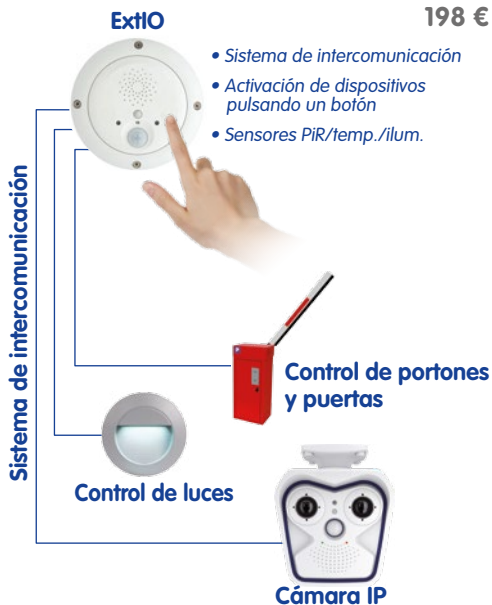 ExtIO
198 €
• Sistema de intercomunicación
• Activación de dispositivos
pulsando un botón
• Sensores PiR/temp./ilum.
Sistema de intercomunicación
Control de portones
y puertas
Control de luces
Cámara IP